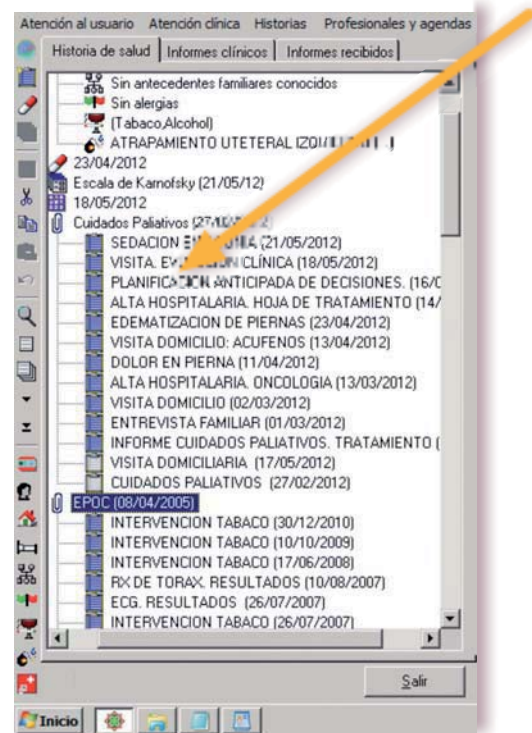 Atención al usuario Atención clínica Historias Profesionales y agendas
Historia de salud Informes clínicos Informes recibidos
Sin antecedentes familiares conocidos
Sin alergias
(Tabaco,Alcohol)
ATRAPAMIENTO UTETERAL
23/04/2012
Escala de Karnofsky (21/05/12)
18/05/2012
Cuidados Paliativos
SEDACION (21/05/2012)
VISITA. CLÍNICA (18/05/2012)
PLANIFICACION ANTICIPADA DE DECISIONES. (16/0
ALTA HOSPITALARIA. HOJA DE TRATAMIENTO (14/
EDEMATIZACION DE PIERNAS (23/04/2012)
VISITA DOMICILIO: ACUFENOS (13/04/2012)
DOLOR EN PIERNA (11/04/2012)
ALTA HOSPITALARIA. ONCOLOGIA (13/03/2012)
VISITA DOMICILIO (02/03/2012)
ENTREVISTA FAMILIAR (01/03/2012)
INFORME CUIDADOS PALIATIVOS. TRATAMIENTO (
VISITA DOMICILIARIA (17/05/2012)
CUIDADOS PALIATIVOS (27/02/2012)
EPOC (08/04/2005)
INTERVENCION TABACO (30/12/2010)
INTERVENCION TABACO (10/10/2009)
INTERVENCION TABACO (17/06/2008)
RX DE TORAX. RESULTADOS (10/08/2007)
ECG. RESULTADOS (26/07/2007)
INTERVENCION TABACO (26/07/2007)
Salir
Inicio